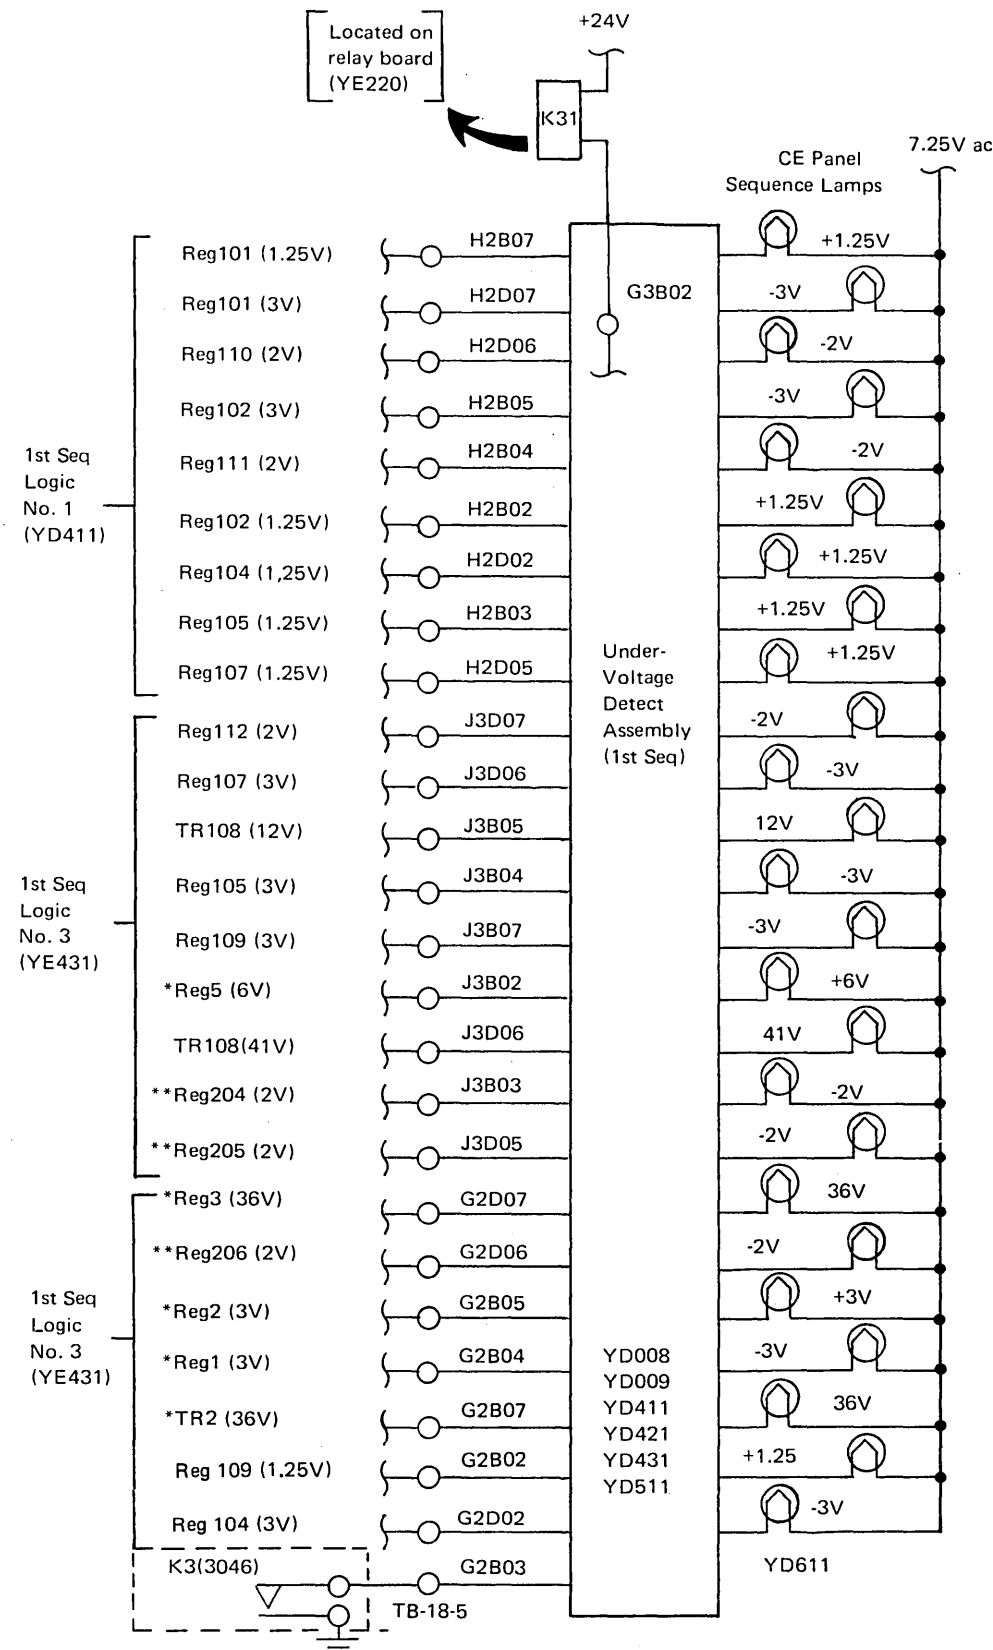 Located on
relay board
(YE220)
+24V
K31
7.25V ac
CE Panel
Sequence Lamps
Reg101 (1.25V) H2B07 +1.25V
Reg101 (3V) H2D07 G3B02 -3V
Reg110 (2V) H2D06 -2V
Reg102 (3V) H2B05 -3V
Reg111 (2V) H2B04 -2V
1st Seq
Logic
No. 1
(YD411)
Reg102 (1.25V) H2B02 +1.25V
Reg104 (1,25V) H2D02 +1.25V
Reg105 (1.25V) H2B03 +1.25V
Reg107 (1.25V) H2D05 +1.25V
Under-
Voltage
Detect
Assembly
(1st Seq)
Reg112 (2V) J3D07 -2V
Reg107 (3V) J3D06 -3V
TR108 (12V) J3B05 12V
Reg105 (3V) J3B04 -3V
1st Seq
Logic
No. 3
(YE431)
Reg109 (3V) J3B07 -3V
*Reg5 (6V) J3B02 +6V
TR108(41V) J3D06 41V
**Reg204 (2V) J3B03 -2V
**Reg205 (2V) J3D05 -2V
*Reg3 (36V) G2D07 36V
**Reg206 (2V) G2D06 -2V
*Reg2 (3V) G2B05 +3V
1st Seq
Logic
No. 3
(YE431)
*Reg1 (3V) G2B04 -3V
*TR2 (36V) G2B07 36V
Reg 109 (1.25V) G2B02 +1.25
Reg 104 (3V) G2D02 -3V
YD008
YD009
YD411
YD421
YD431
YD511
K3(3046) G2B03 YD611
TB-18-5